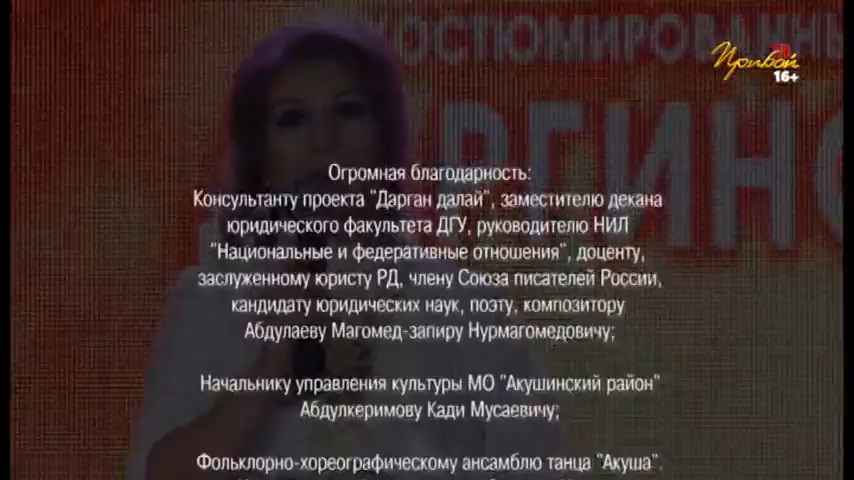 КОСТЮМИРОВАННЫ
Прибой
16+
РГИНС
Огромная благодарность:
Консультанту проекта "Дарган далай", заместителю декана
юридического факультета ДГУ, руководителю НИЛ
"Национальные и федеративные отношения", доценту,
заслуженному юристу РД, члену Союза писателей России,
кандидату юридических наук, поэту, композитору
Абдулаеву Магомед-запиру Нурмагомедовичу;
Начальнику управления культуры МО "Акушинский район"
Абдулкеримову Кади Мусаевичу;
Фольклорно-хореографическому ансамблю танца "Акуша".